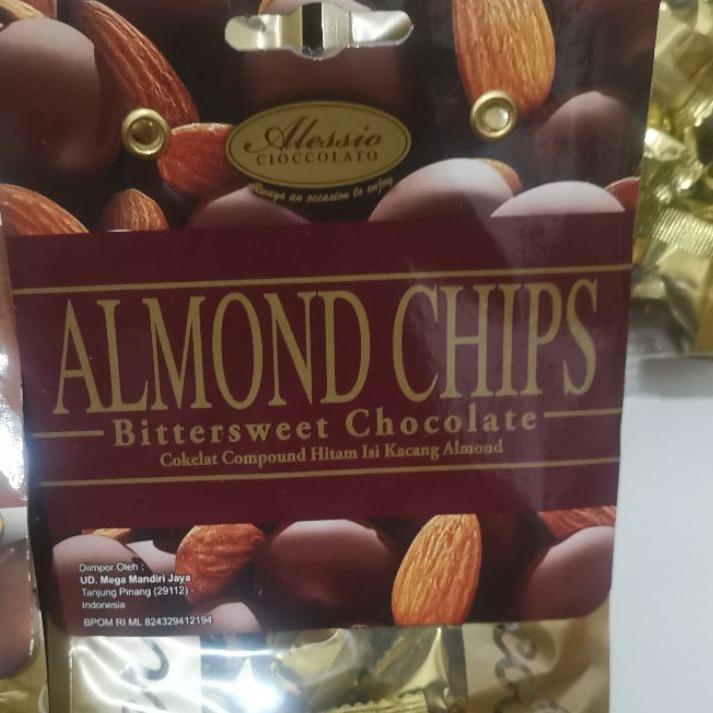 Alessio
CIOCCOLATO
Always an occasion to enjoy
ALMOND CHIPS
Bittersweet Chocolate
Cokelat Compound Hitam Isi Kacang Almond
Diimpor Oleh :
UD. Mega Mandiri Jaya
Tanjung Pinang (29112) -
Indonesia
BPOM RI ML 824329412194